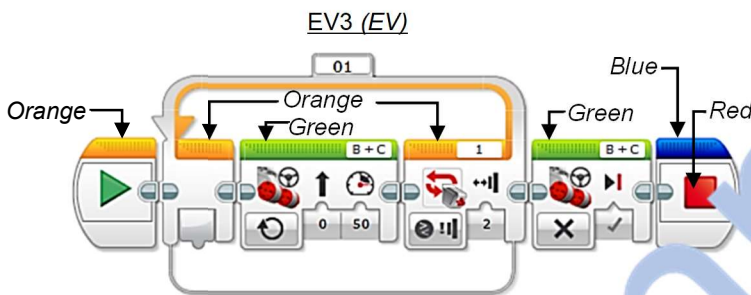 EV3 (EV)
01
Blue
Orange
Orange
Green
Green
Red
B + C
1
B + C
0
50
2